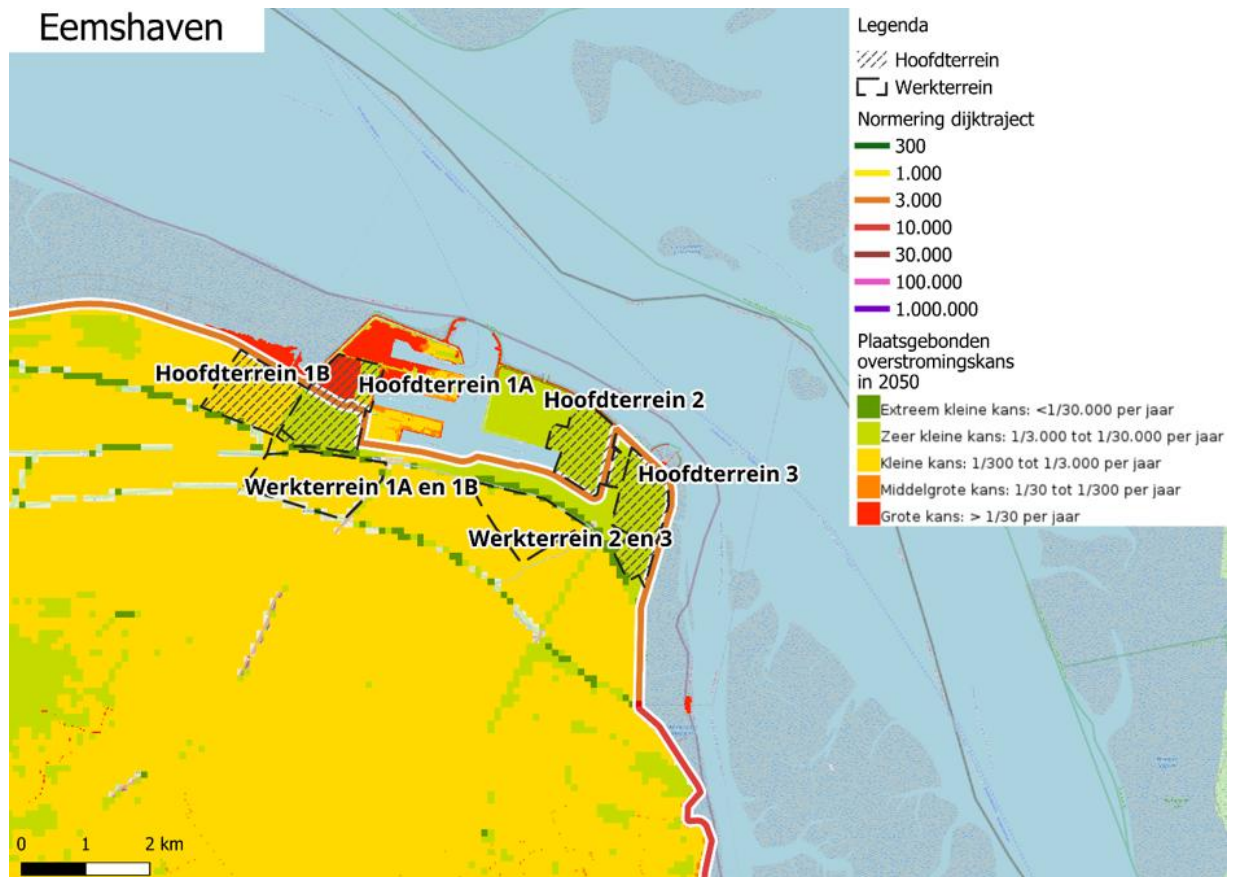 Eemshaven
Legenda
Hoofdterrein
Werkterrein
Normering dijktraject
300
1.000
3.000
10.000
30.000
100.000
1.000.000
Plaatsgebonden
overstromingskans
in 2050
Extreem kleine kans: <1/30.000 per jaar
Zeer kleine kans: 1/3.000 tot 1/30.000 per jaar
Kleine kans: 1/300 tot 1/3.000 per jaar
Middelgrote kans: 1/30 tot 1/300 per jaar
Grote kans: > 1/30 per jaar
Hoofdterrein 1B
Hoofdterrein 1A
Hoofdterrein 2
Hoofdterrein 3
Werkterrein 1A en 1B
Werkterrein 2 en 3
0 1 2 km